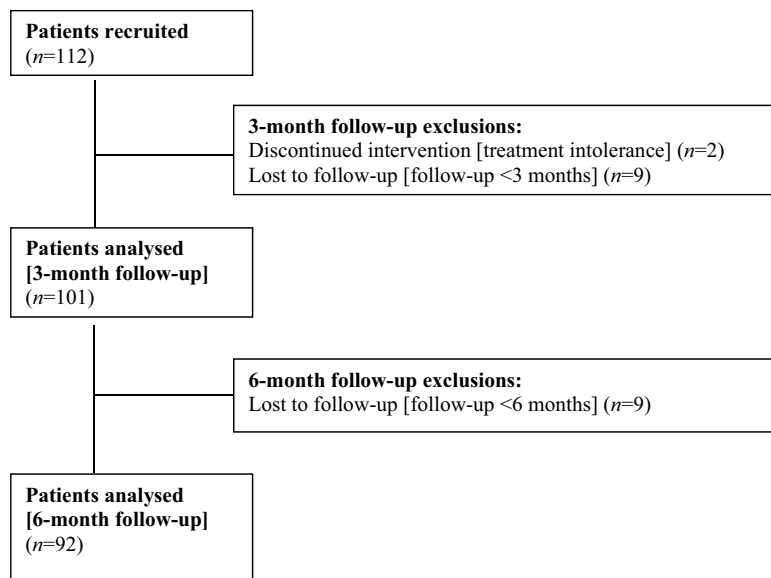 Patients recruited
(n=112)
3-month follow-up exclusions:
Discontinued intervention [treatment intolerance] (n=2)
Lost to follow-up [follow-up <3 months] (n=9)
Patients analysed
[3-month follow-up]
(n=101)
6-month follow-up exclusions:
Lost to follow-up [follow-up <6 months] (n=9)
Patients analysed
[6-month follow-up]
(n=92)